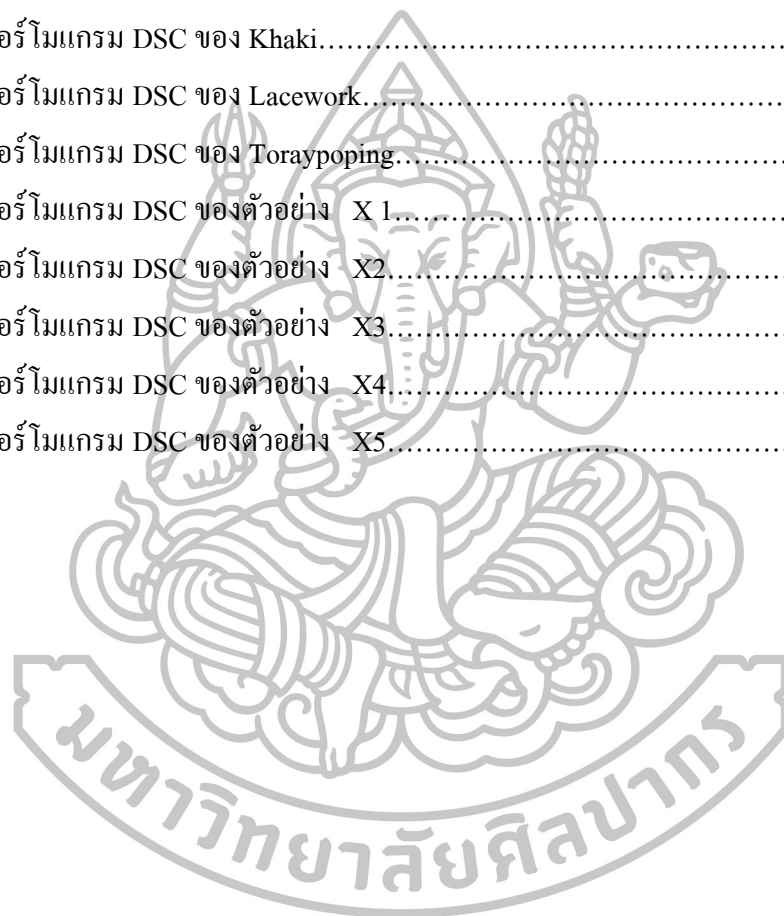 อร์โมแกรม DSC ของ Khaki……………………………………………….
อร์โมแกรม DSC ของ Lacework……………………………………………
อร์โมแกรม DSC ของ Toraypoping………………………………………
อร์โมแกรม DSC ของตัวอย่าง X 1………………………………………
อร์โมแกรม DSC ของตัวอย่าง X2………………………………………
อร์โมแกรม DSC ของตัวอย่าง X3………………………………………
อร์โมแกรม DSC ของตัวอย่าง X4………………………………………
อร์โมแกรม DSC ของตัวอย่าง X5………………………………………
มหาวิทยาลัยศิลปากร